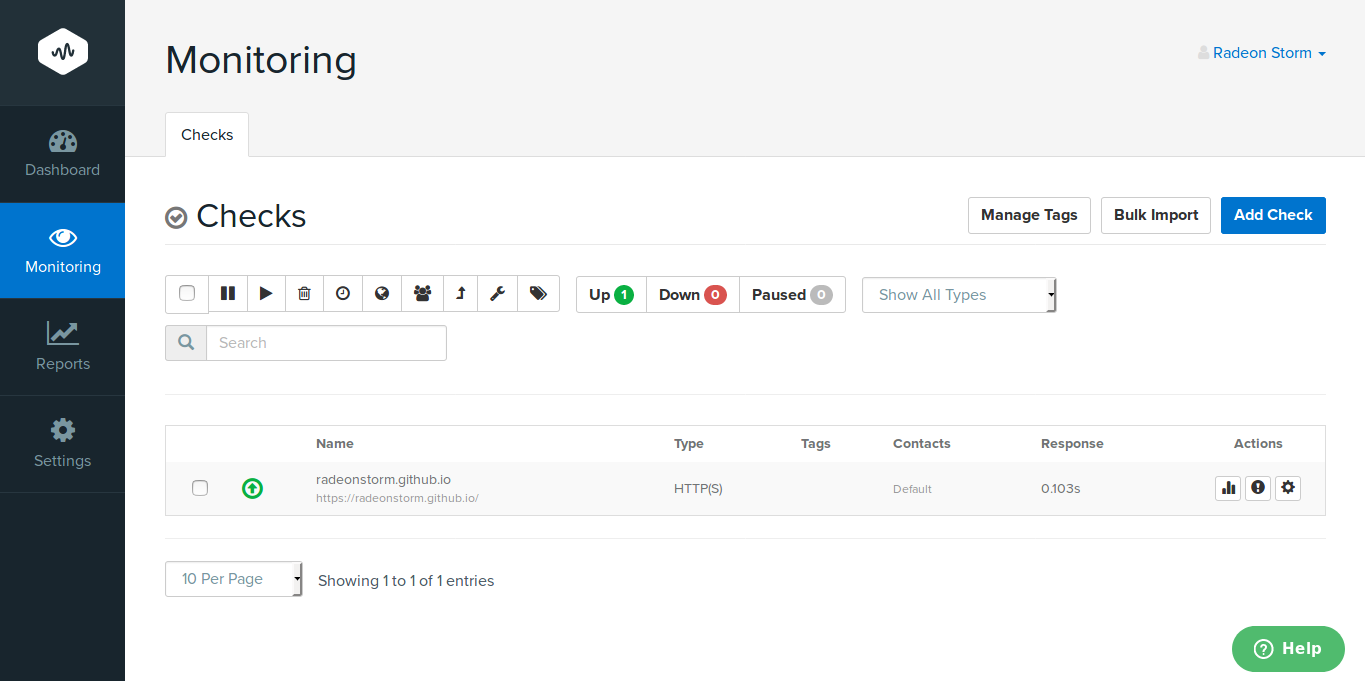 Monitoring
Radeon Storm
Checks
Dashboard
Monitoring
Reports
Settings
Checks
Manage Tags
Bulk Import
Add Check
Up 1
Down 0
Paused 0
Show All Types
Search
Name Type Tags Contacts Response Actions
radeonstorm.github.io HTTP(S) Default 0.103s
https://radeonstorm.github.io/
10 Per Page
Showing 1 to 1 of 1 entries
Help